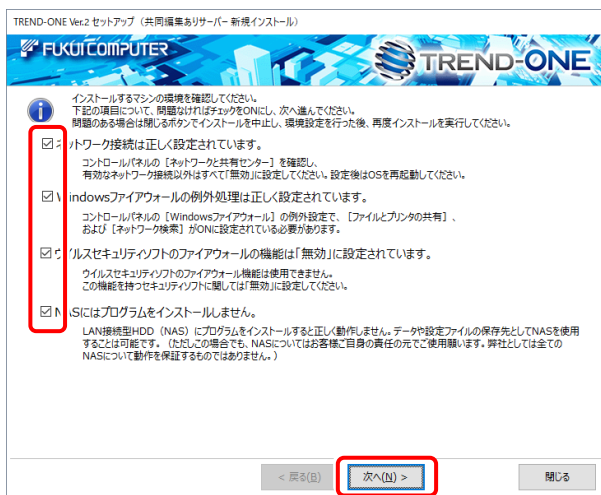 TREND-ONE Ver.2 セットアップ（共同編集ありサーバー 新規インストール）
FUKUI COMPUTER
TREND-ONE
インストールするマシンの環境を確認してください。
下記の項目について、問題なければチェックをONにし、次へ進んでください。
問題のある場合は閉じるボタンでインストールを中止し、環境設定を行った後、再度インストールを実行してください。
ネットワーク接続は正しく設定されています。
コントロールパネルの［ネットワークと共有センター］を確認し、
有効なネットワーク接続以外はすべて「無効」に設定してください。設定後はOSを再起動してください。
Windowsファイアウォールの例外処理は正しく設定されています。
コントロールパネルの［Windowsファイアウォール］の例外設定で、［ファイルとプリンタの共有］、
および［ネットワーク検索］がONに設定されている必要があります。
ウイルスセキュリティソフトのファイアウォールの機能は「無効」に設定されています。
ウイルスセキュリティソフトのファイアウォール機能は使用できません。
この機能を持つセキュリティソフトに関しては「無効」に設定してください。
NASにはプログラムをインストールしません。
LAN接続型HDD（NAS）にプログラムをインストールすると正しく動作しません。データや設定ファイルの保存先としてNASを使用
することは可能です。（ただしこの場合でも、NASについてはお客様ご自身の責任の元でご使用願います。弊社としては全ての
NASについて動作を保証するものではありません。）
< 戻る(B)
次へ(N) >
閉じる